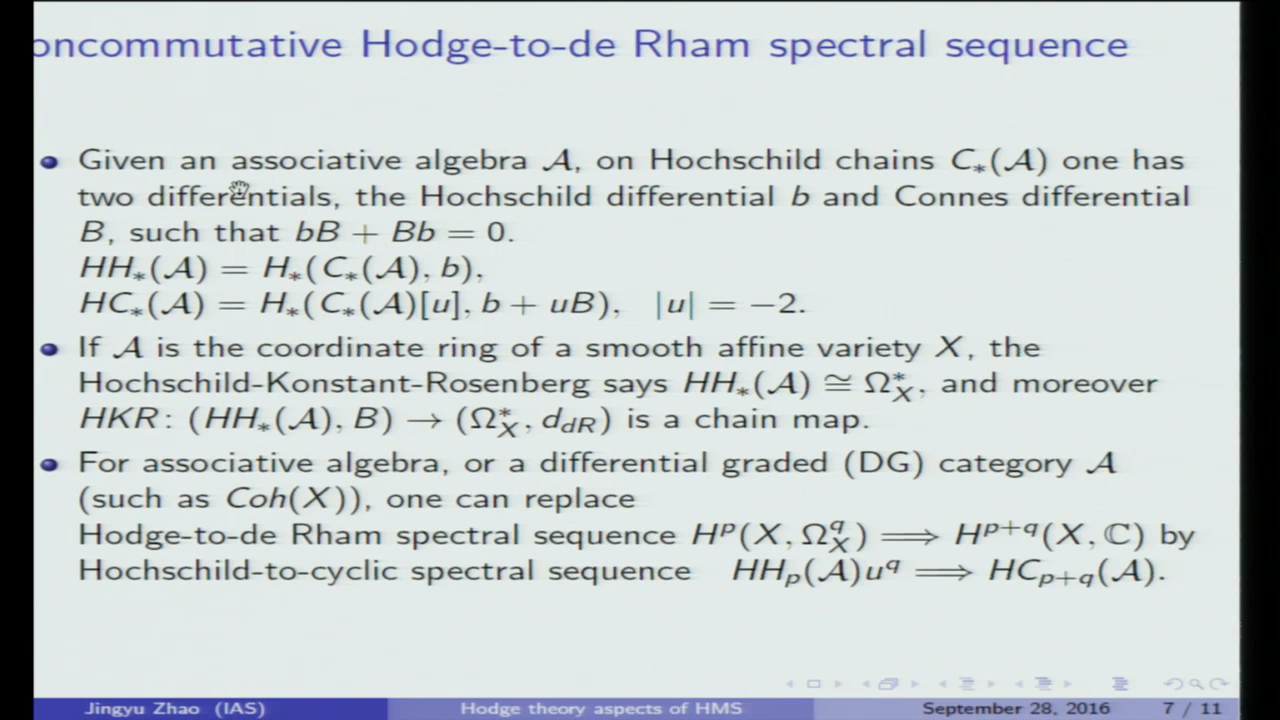 oncommutative Hodge-to-de Rham spectral sequence
Given an associative algebra 𝒜, on Hochschild chains C_*(𝒜) one has
two differentials, the Hochschild differential b and Connes differential
B, such that bB + Bb = 0.
HH_*(𝒜) = H_*(C_*(𝒜), b),
HC_*(𝒜) = H_*(C_*(𝒜)[u], b + uB), |u| = −2.
If 𝒜 is the coordinate ring of a smooth affine variety X, the
Hochschild-Konstant-Rosenberg says HH_*(𝒜) ≅ Ω_X^*, and moreover
HKR : (HH_*(𝒜), B) → (Ω_X^*, d_{dR}) is a chain map.
For associative algebra, or a differential graded (DG) category 𝒜
(such as Coh(X)), one can replace
Hodge-to-de Rham spectral sequence H^p(X, Ω_X^q) ⟹ H^{p+q}(X, ℂ) by
Hochschild-to-cyclic spectral sequence HH_p(𝒜)u^q ⟹ HC_{p+q}(𝒜).
Jingyu Zhao (IAS) Hodge theory aspects of HMS September 28, 2016 7 / 11